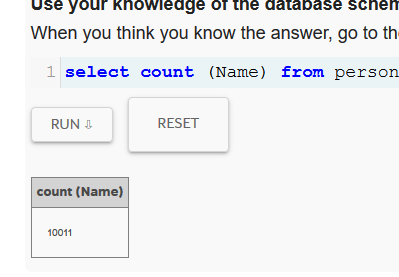 Use your knowledge of the database schem
When you think you know the answer, go to th
1 select count (Name) from person
RUN ⇩
RESET
count (Name)
10011